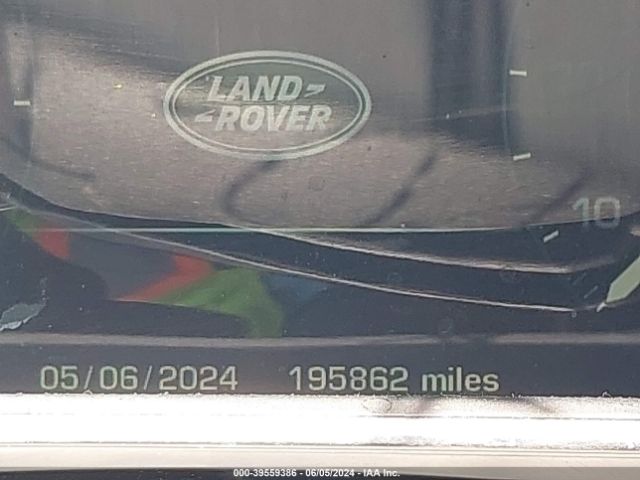 LAND
ROVER
10
05/06/2024 195862 miles
000-39559386 - 06/05/2024 - IAA Inc.